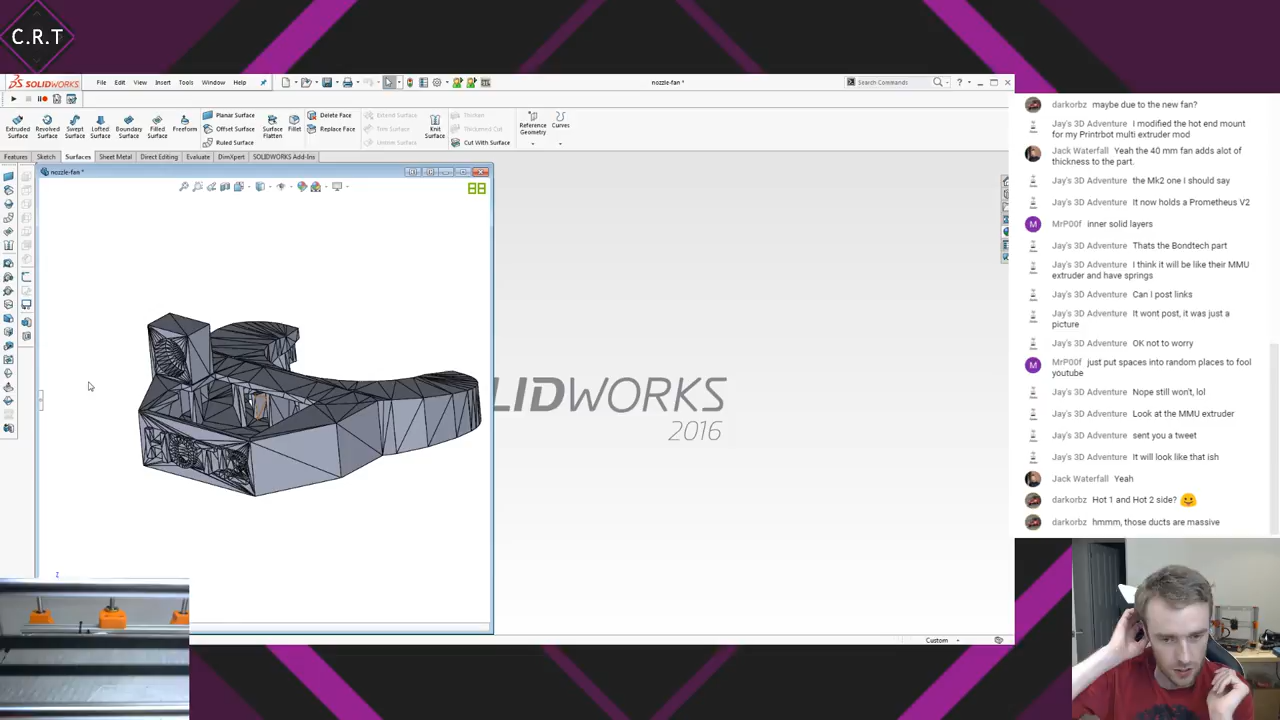 C.R.T
SOLIDWORKS File Edit View Insert Tools Window Help
nozzle-fan *
Search Commands
Extruded Surface
Revolved Surface
Swept Surface
Lofted Surface
Boundary Surface
Filled Surface
Freeform
Planar Surface
Offset Surface
Ruled Surface
Surface Flatten
Fillet
Delete Face
Replace Face
Extend Surface
Trim Surface
Untrim Surface
Knit Surface
Thicken
Thickened Cut
Cut With Surface
Reference Geometry
Curves
Features Sketch Surfaces Sheet Metal Direct Editing Evaluate DimXpert SOLIDWORKS Add-Ins
nozzle-fan *
LIDWORKS
2016
Z
Custom
darkorbz maybe due to the new fan?
Jay's 3D Adventure I modified the hot end mount
for my Printrbot multi extruder mod
Jack Waterfall Yeah the 40 mm fan adds alot of
thickness to the part.
Jay's 3D Adventure the Mk2 one I should say
Jay's 3D Adventure It now holds a Prometheus V2
M MrP00f inner solid layers
Jay's 3D Adventure Thats the Bondtech part
Jay's 3D Adventure I think it will be like their MMU
extruder and have springs
Jay's 3D Adventure Can I post links
Jay's 3D Adventure It wont post, it was just a
picture
Jay's 3D Adventure OK not to worry
M MrP00f just put spaces into random places to fool
youtube
Jay's 3D Adventure Nope still won't, lol
Jay's 3D Adventure Look at the MMU extruder
Jay's 3D Adventure sent you a tweet
Jay's 3D Adventure It will look like that ish
Jack Waterfall Yeah
darkorbz Hot 1 and Hot 2 side?
darkorbz hmmm, those ducts are massive